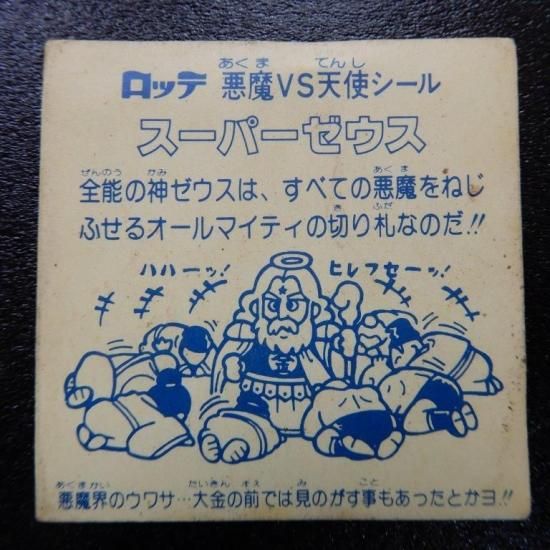 ロッテ 悪魔VS天使シール
スーパーゼウス
全能の神ゼウスは、すべての悪魔をねじ
ふせるオールマイティの切り札なのだ!!
ハハーッ! ヒレフセーッ!
悪魔界のウワサ…大金の前では見のがす事もあったとかヨ!!